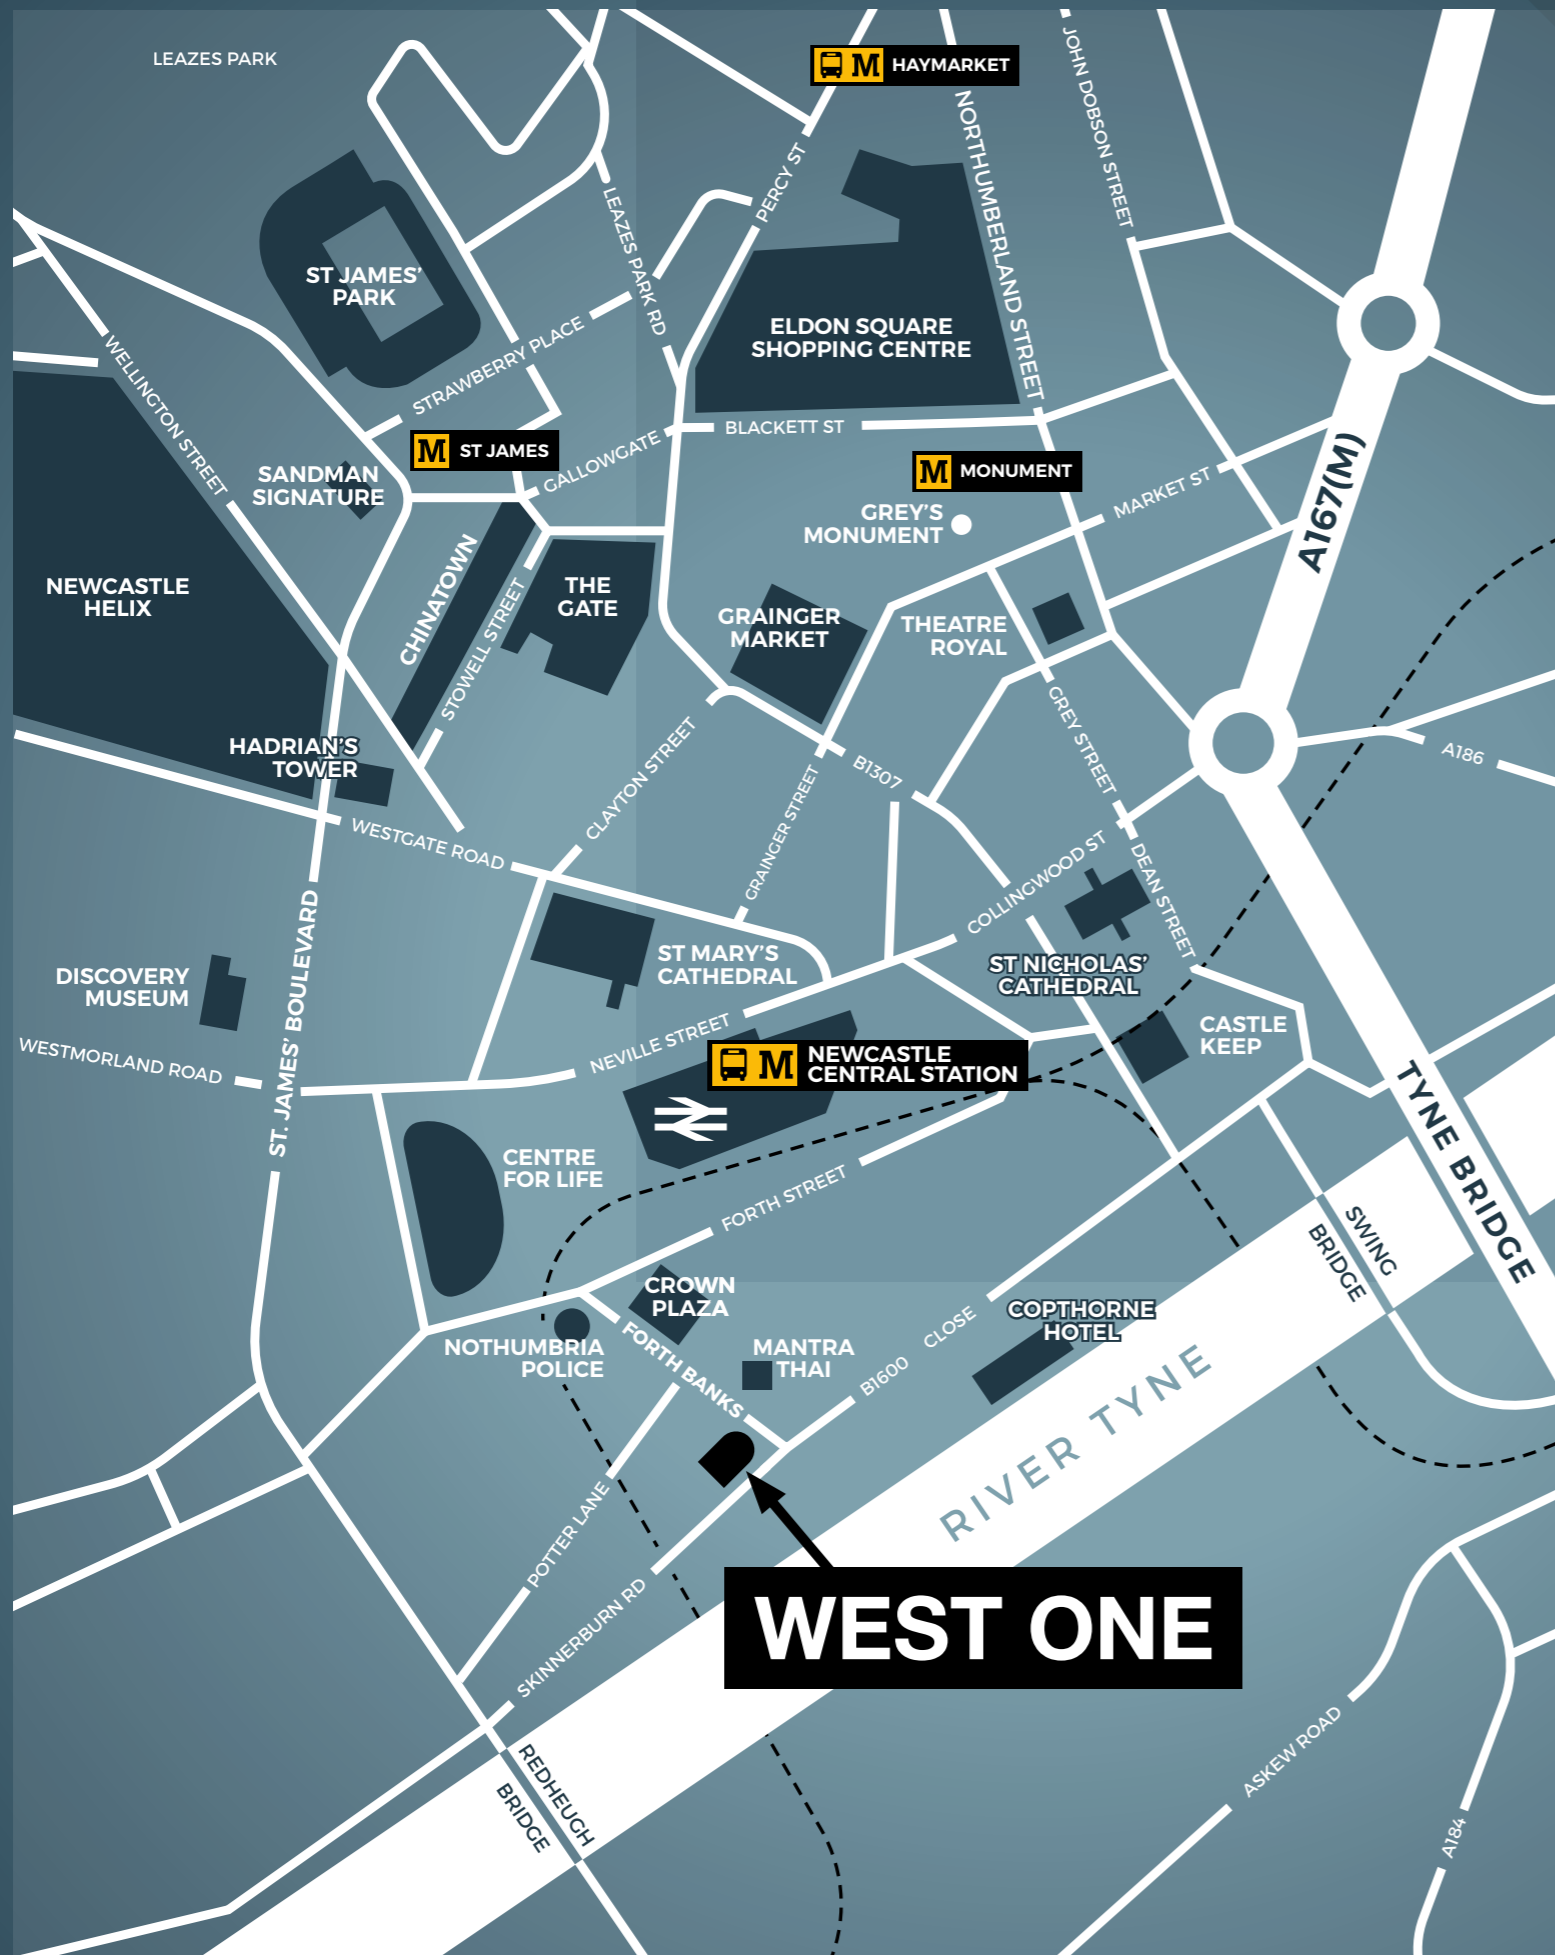 LEAZES PARK
M HAYMARKET
JOHN DOBSON STREET
NORTHUMBERLAND STREET
PERCY ST
LEAZES PARK RD
ST JAMES'
PARK
ELDON SQUARE
SHOPPING CENTRE
STRAWBERRY PLACE
WELLINGTON STREET
BLACKETT ST
M ST JAMES
GALLOWGATE
M MONUMENT
MARKET ST
A167(M)
SANDMAN
SIGNATURE
GREY'S
MONUMENT
NEWCASTLE
HELIX
CHINATOWN
STOWELL STREET
THE
GATE
GRAINGER
MARKET
THEATRE
ROYAL
GREY STREET
HADRIAN'S
TOWER
CLAYTON STREET
B1307
A186
GRAINGER STREET
WESTGATE ROAD
COLLINGWOOD ST
DEAN STREET
ST. JAMES' BOULEVARD
ST MARY'S
CATHEDRAL
ST NICHOLAS'
CATHEDRAL
DISCOVERY
MUSEUM
WESTMORLAND ROAD
NEVILLE STREET
CASTLE
KEEP
M NEWCASTLE
CENTRAL STATION
TYNE BRIDGE
CENTRE
FOR LIFE
FORTH STREET
SWING
BRIDGE
CROWN
PLAZA
COPTHORNE
HOTEL
NOTHUMBRIA
POLICE
FORTH BANKS
MANTRA
THAI
B1600
CLOSE
RIVER TYNE
POTTER LANE
SKINNERBURN RD
WEST ONE
REDHEUGH
BRIDGE
ASKEW ROAD
A184